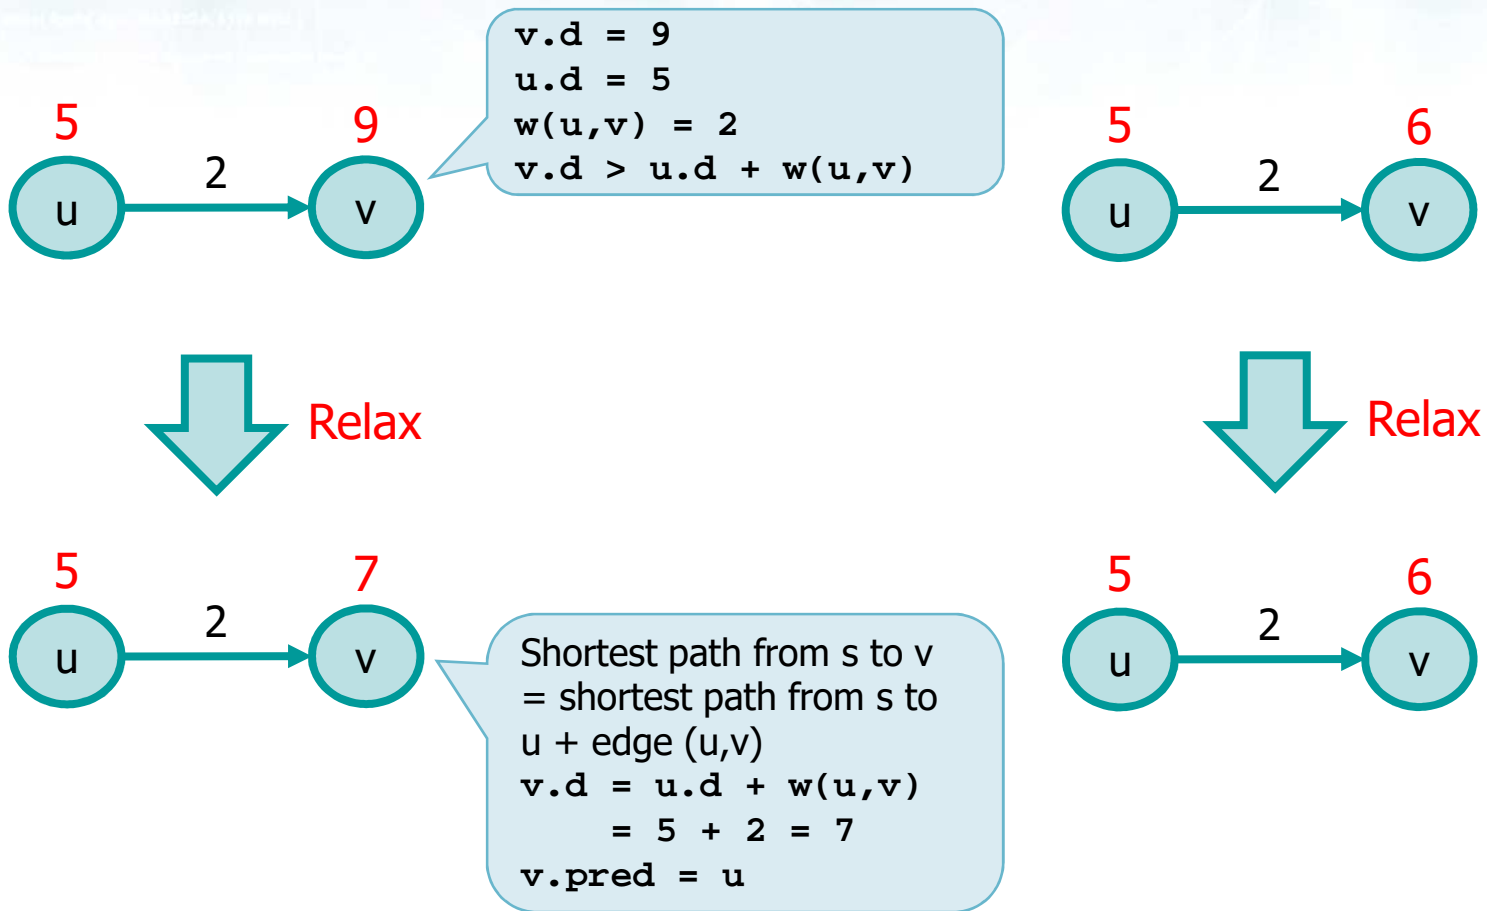 v.d = 9
u.d = 5
w(u,v) = 2
v.d > u.d + w(u,v)
5
9
2
u
v
5
6
2
u
v
Relax
Relax
5
7
2
u
v
Shortest path from s to v
= shortest path from s to
u + edge (u,v)
v.d = u.d + w(u,v)
= 5 + 2 = 7
v.pred = u
5
6
2
u
v